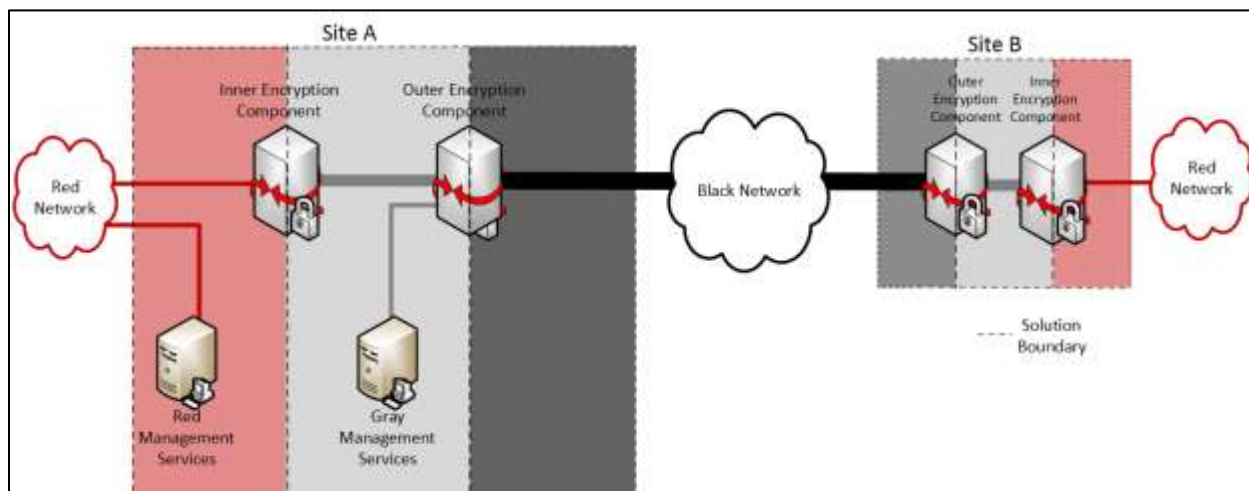 Site A
Site B
Inner Encryption
Component
Outer Encryption
Component
Outer
Encryption
Component
Inner
Encryption
Component
Red
Network
Black Network
Red
Network
Solution
Boundary
Red
Management
Services
Gray
Management
Services